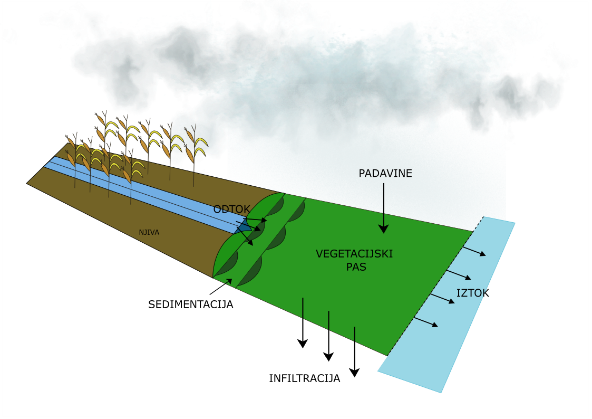 PADAVINE
ODTOK
NJIVA
VEGETACIJSKI
PAS
IZTOK
SEDIMENTACIJA
INFILTRACIJA